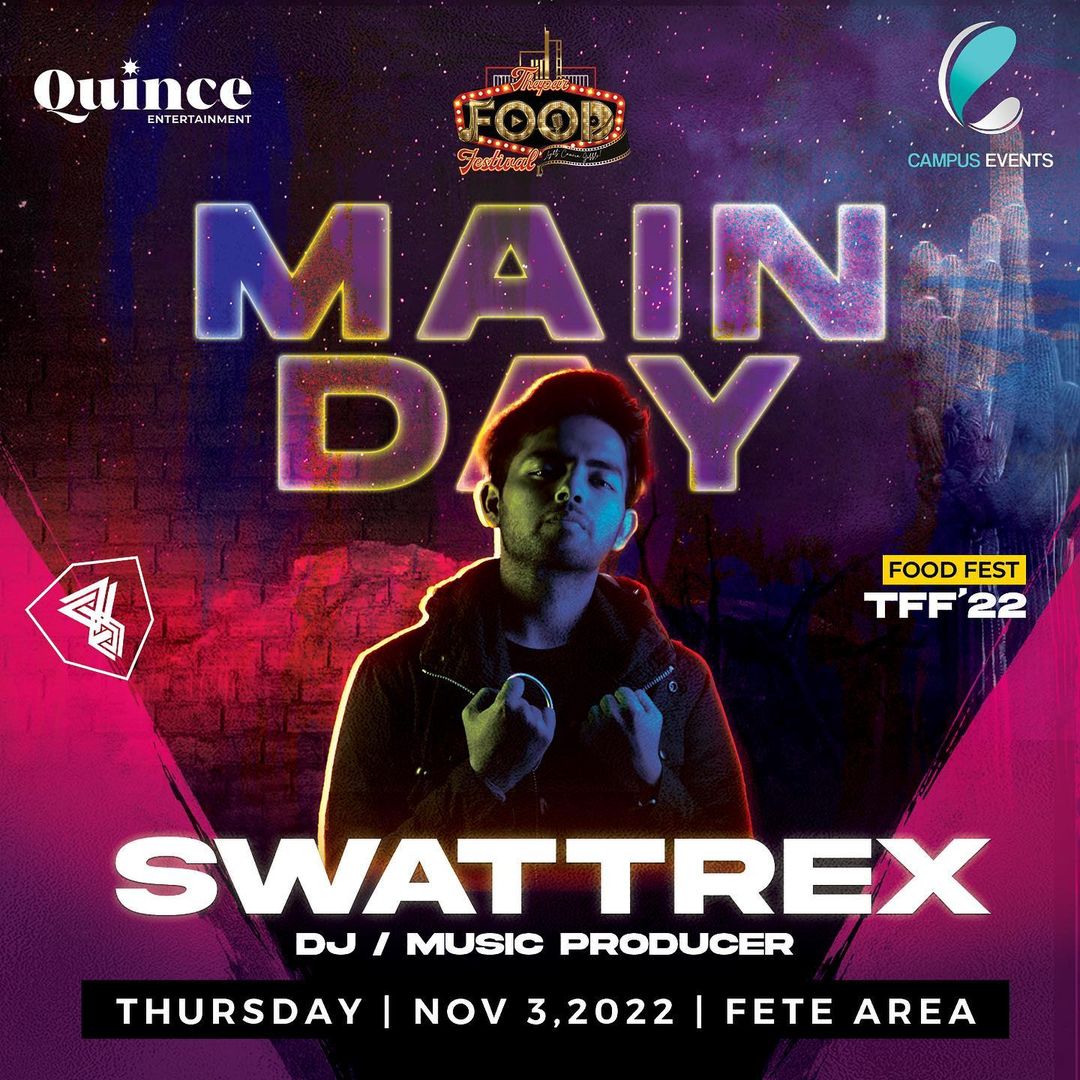 Quince
ENTERTAINMENT
Thapar
FOOD
Festival
CAMPUS EVENTS
MAIN
DAY
FOOD FEST
TFF'22
SWATTREX
DJ / MUSIC PRODUCER
THURSDAY | NOV 3,2022 | FETE AREA